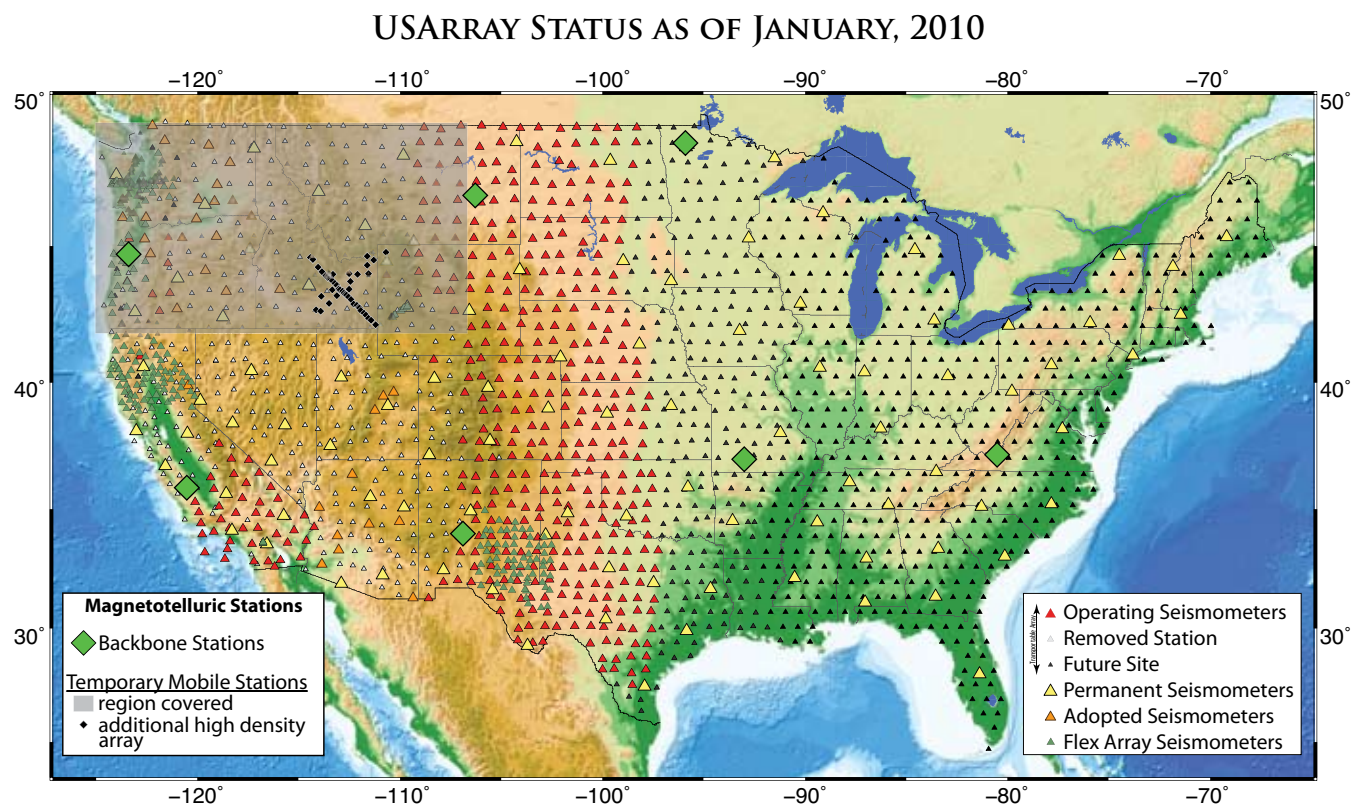 USArray Status as of January, 2010
−120° −110° −100° −90° −80° −70°
50° 50°
40° 40°
30° 30°
Magnetotelluric Stations
Backbone Stations
Temporary Mobile Stations
region covered
additional high density
array
Transportable Array
Operating Seismometers
Removed Station
Future Site
Permanent Seismometers
Adopted Seismometers
Flex Array Seismometers
−120° −110° −100° −90° −80° −70°